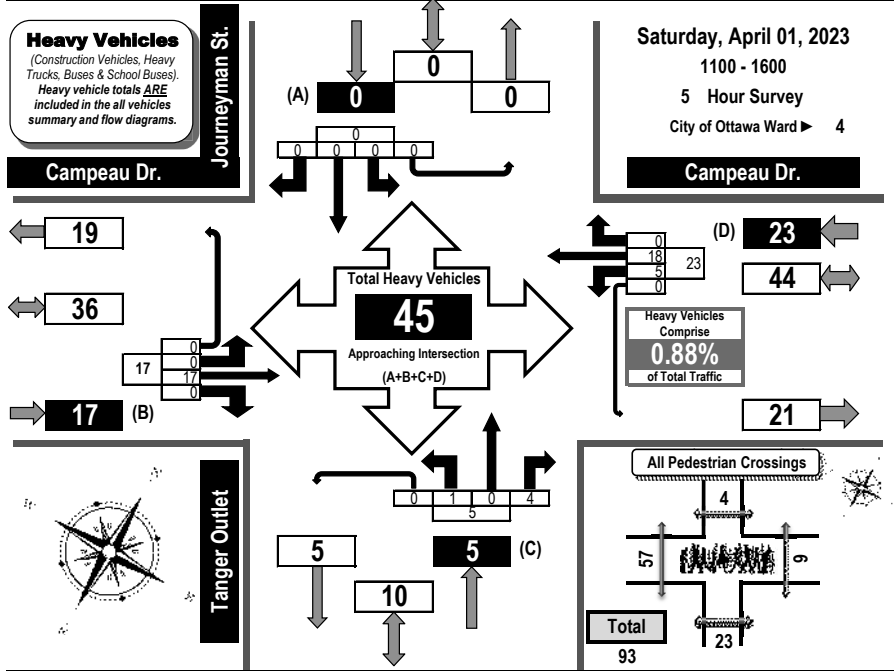 Heavy Vehicles
(Construction Vehicles, Heavy
Trucks, Buses & School Buses).
Heavy vehicle totals ARE
included in the all vehicles
summary and flow diagrams.
Journeyman St.
Campeau Dr.
(A)
0
0
0
0
0
0
0
0
Saturday, April 01, 2023
1100 - 1600
5 Hour Survey
City of Ottawa Ward ► 4
Campeau Dr.
19
36
0
0
17
0
17
17
(B)
Total Heavy Vehicles
45
Approaching Intersection
(A+B+C+D)
0
18
5
0
23
(D)
23
44
Heavy Vehicles
Comprise
0.88%
of Total Traffic
21
Tanger Outlet
0
1
0
4
5
5
5
(C)
10
All Pedestrian Crossings
4
57
9
23
Total
93